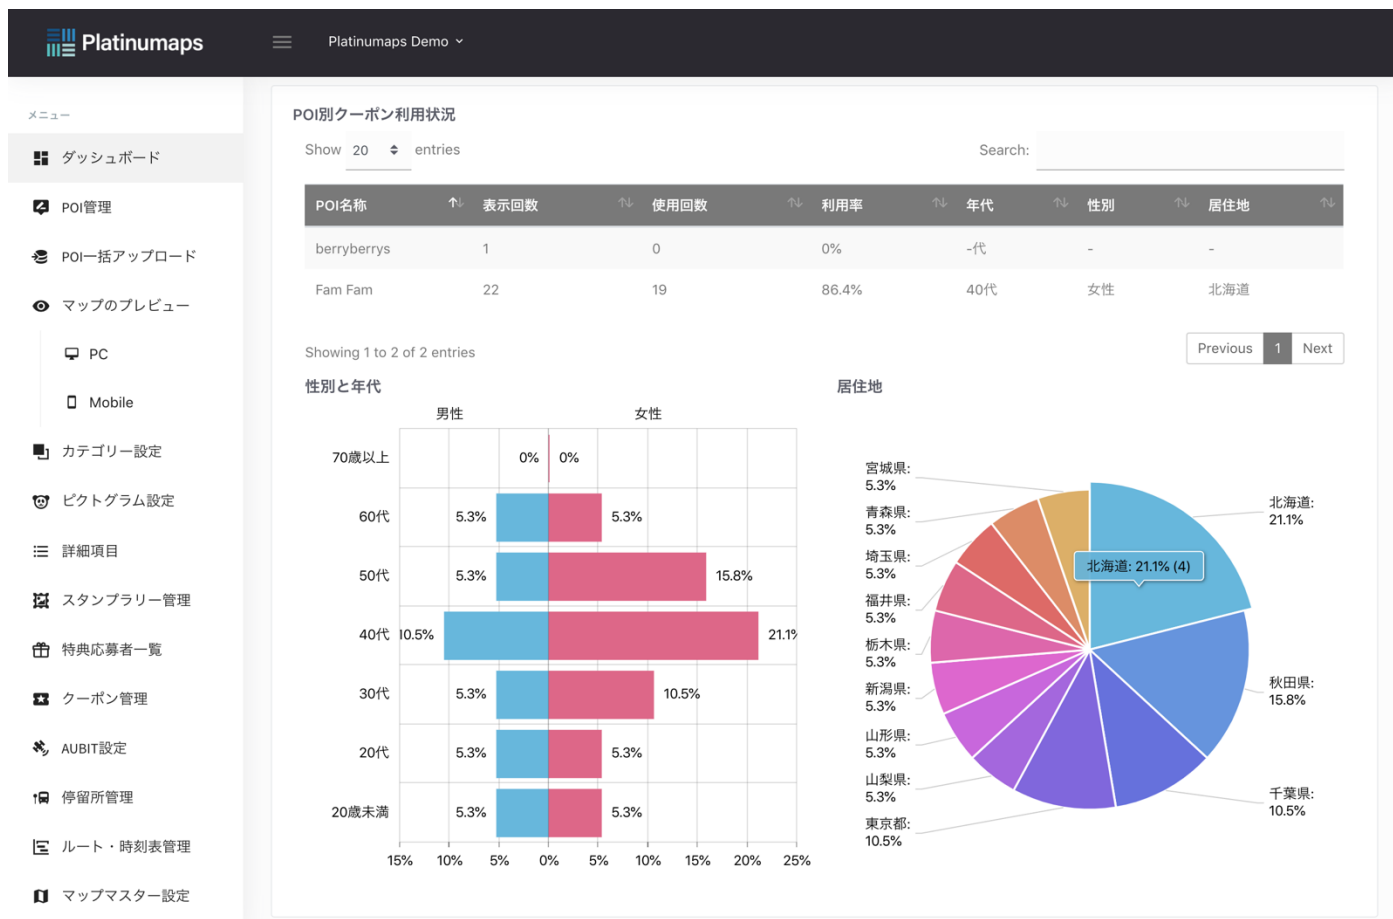 Platinumaps
Platinumaps Demo
メニュー
ダッシュボード
POI管理
POI一括アップロード
マップのプレビュー
PC
Mobile
カテゴリー設定
ピクトグラム設定
詳細項目
スタンプラリー管理
特典応募者一覧
クーポン管理
AUBIT設定
停留所管理
ルート・時刻表管理
マップマスター設定
POI別クーポン利用状況
Show 20 entries
Search:
POI名称 表示回数 使用回数 利用率 年代 性別 居住地
berryberrys 1 0 0% -代 - -
Fam Fam 22 19 86.4% 40代 女性 北海道
Showing 1 to 2 of 2 entries
Previous 1 Next
性別と年代
男性 女性
70歳以上 0% 0%
60代 5.3% 5.3%
50代 5.3% 15.8%
40代 10.5% 21.1%
30代 5.3% 10.5%
20代 5.3% 5.3%
20歳未満 5.3% 5.3%
15% 10% 5% 0% 5% 10% 15% 20% 25%
居住地
宮城県:
5.3%
青森県:
5.3%
埼玉県:
5.3%
福井県:
5.3%
栃木県:
5.3%
新潟県:
5.3%
山形県:
5.3%
山梨県:
5.3%
東京都:
10.5%
北海道:
21.1%
北海道: 21.1% (4)
秋田県:
15.8%
千葉県:
10.5%